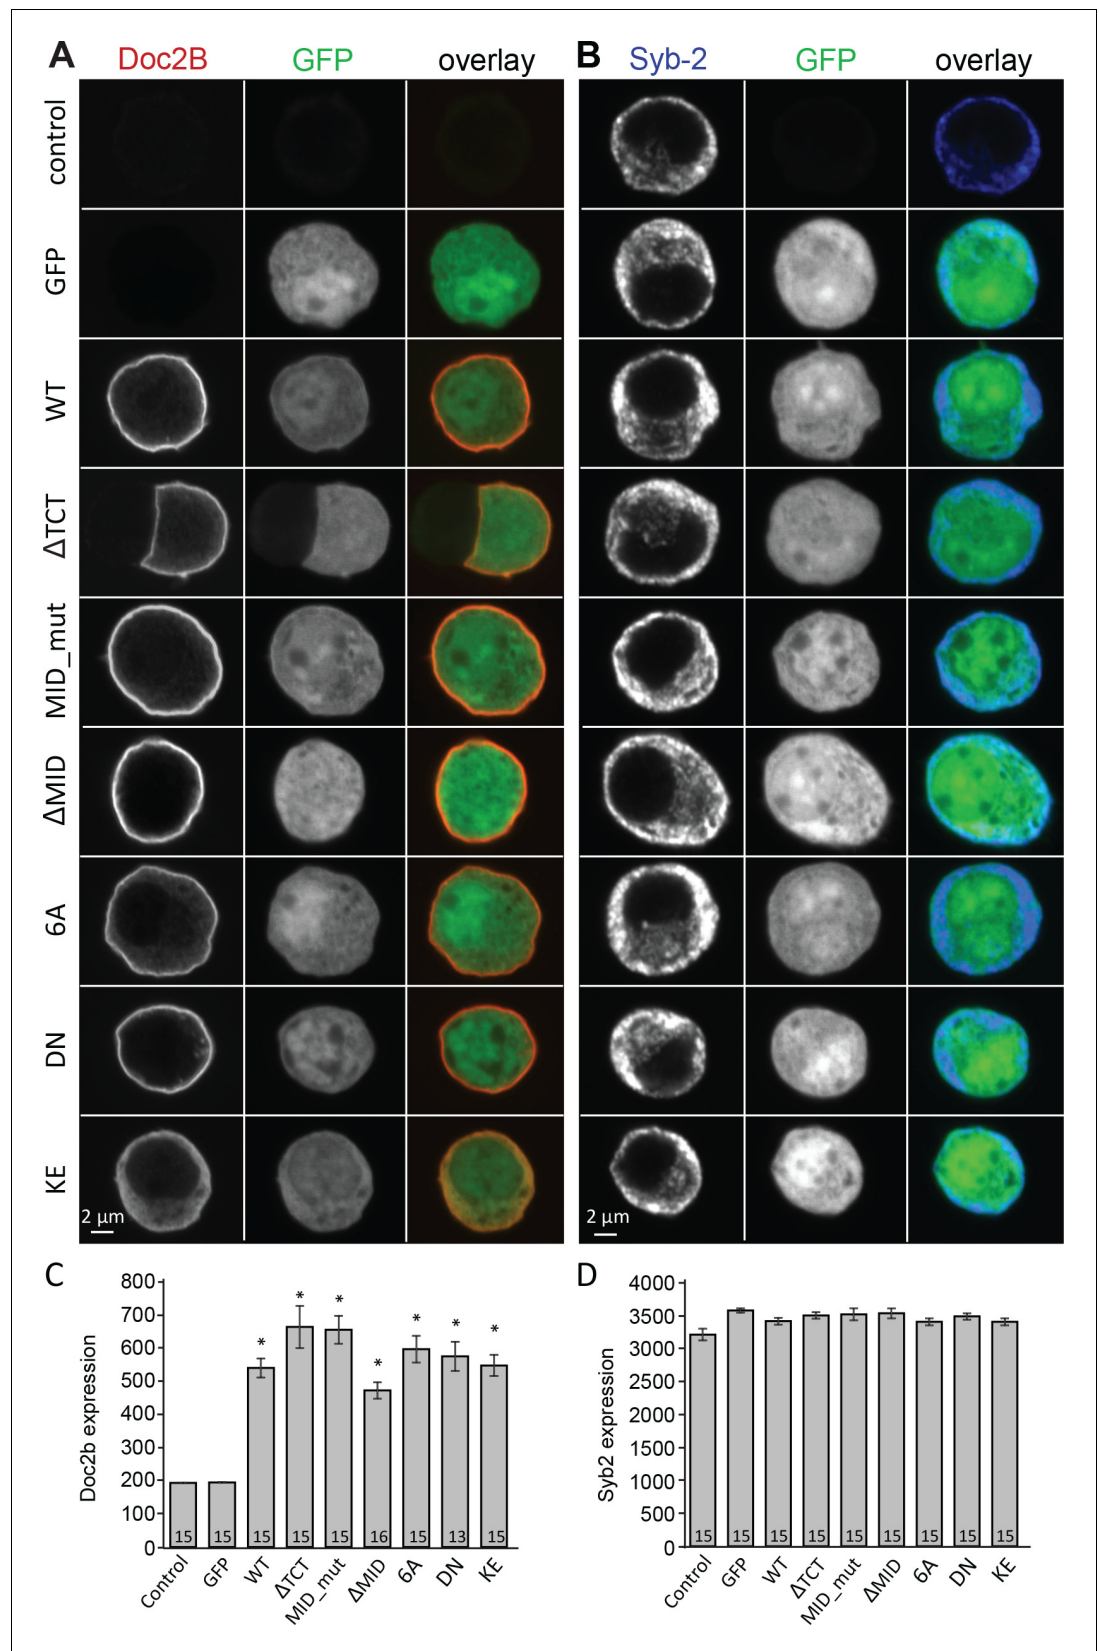 A Doc2B GFP overlay B Syb-2 GFP overlay
control
GFP
WT
ΔTCT
MID_mut
ΔMID
6A
DN
KE
2 µm
2 µm
C
Doc2b expression
800
700
600
500
400
300
200
100
0
* * * * * * *
15 15 15 15 15 16 15 13 15
Control GFP WT ΔTCT MID_mut ΔMID 6A DN KE
D
Syb2 expression
4000
3500
3000
2500
2000
1500
1000
500
0
15 15 15 15 15 15 15 15 15
Control GFP WT ΔTCT MID_mut ΔMID 6A DN KE